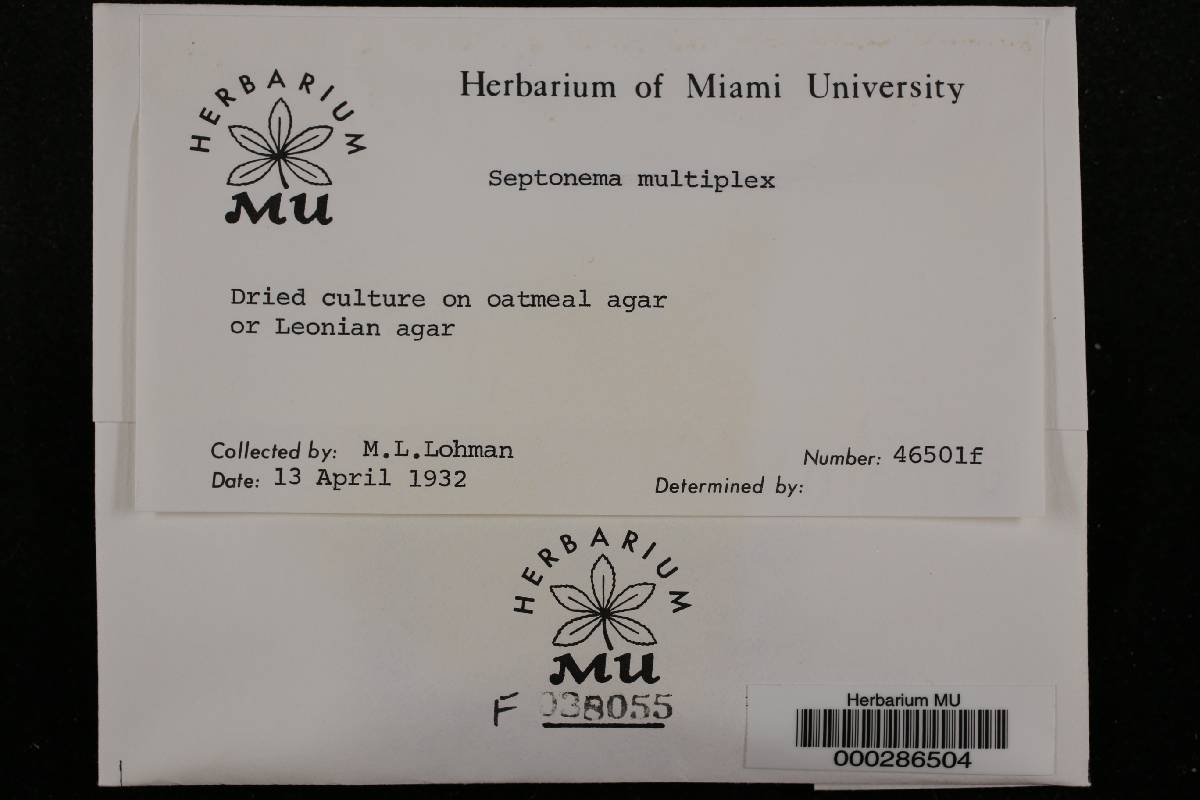 HERBARIUM
MU
Herbarium of Miami University
Septonema multiplex
Dried culture on oatmeal agar
or Leonian agar
Collected by: M.L.Lohman
Date: 13 April 1932
Number: 46501f
Determined by:
HERBARIUM
MU
F 038055
Herbarium MU
000286504